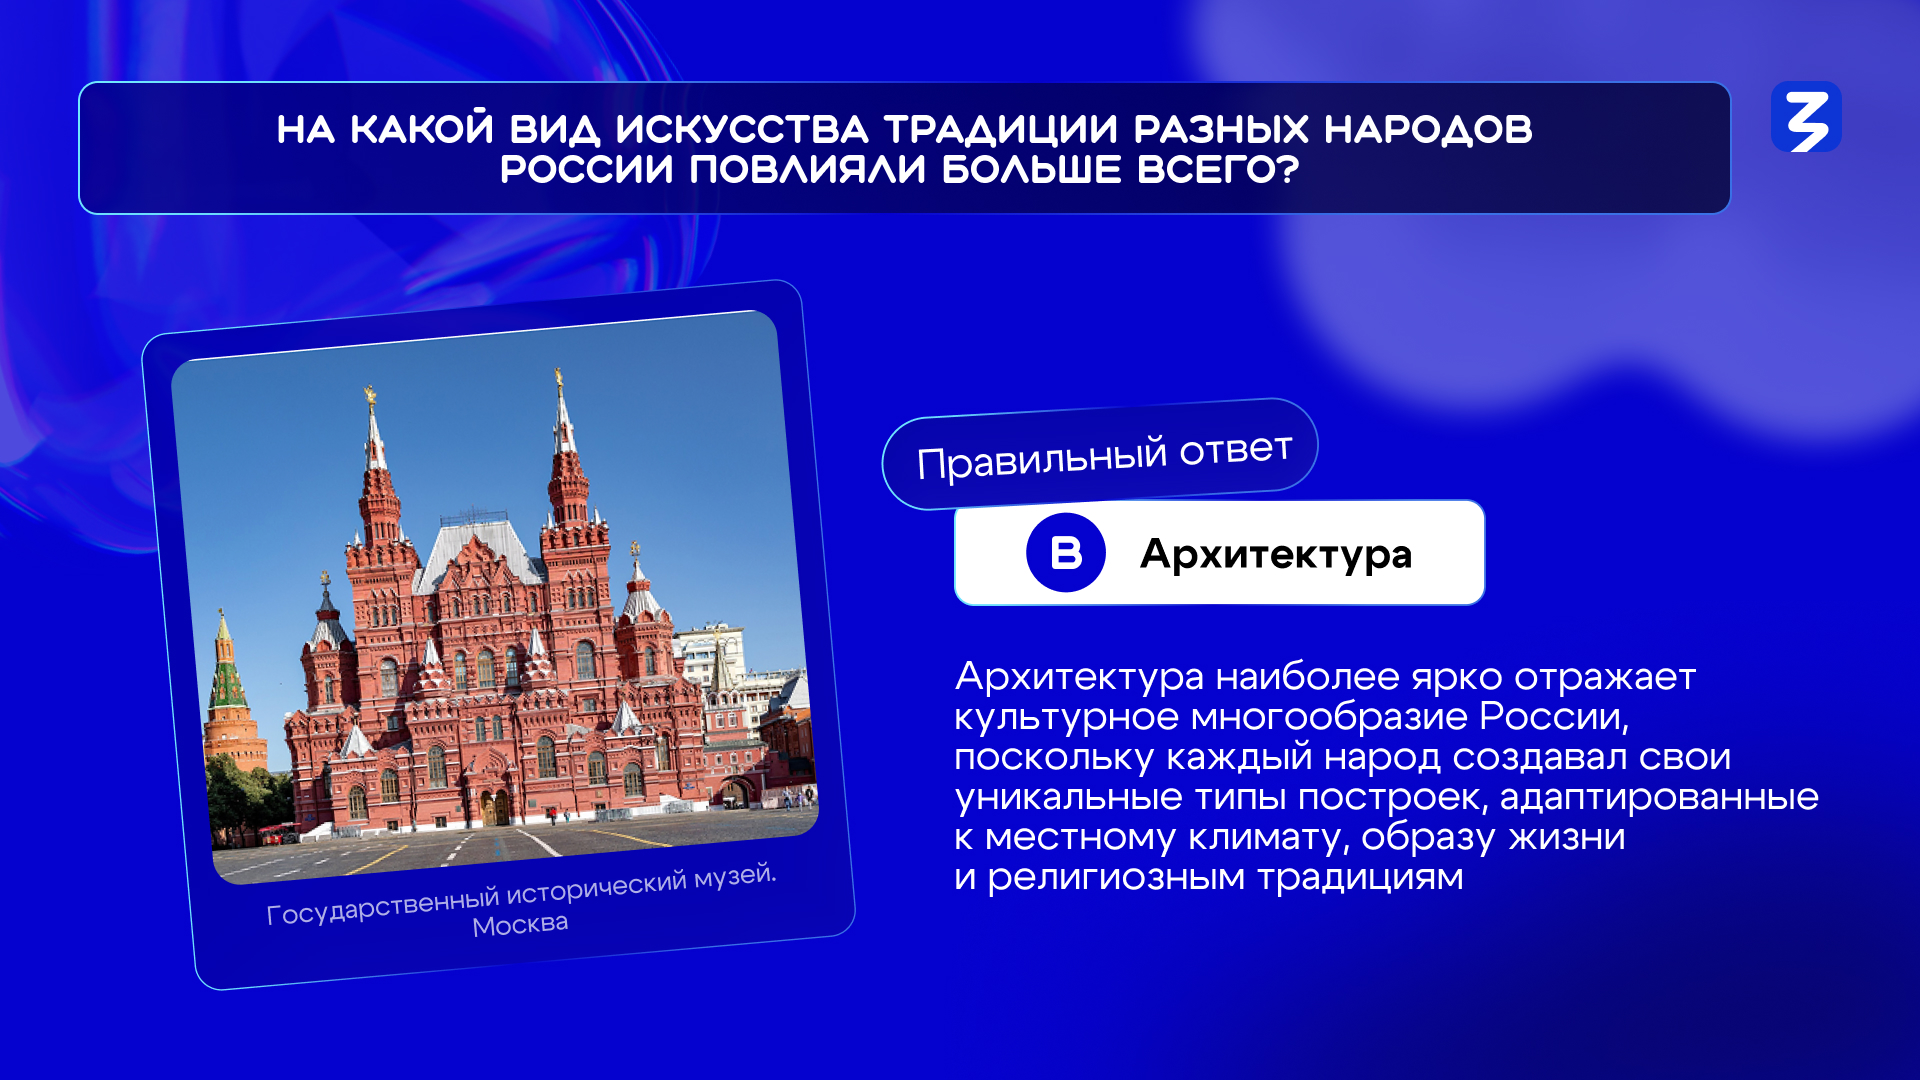 НА КАКОЙ ВИД ИСКУССТВА ТРАДИЦИИ РАЗНЫХ НАРОДОВ
РОССИИ ПОВЛИЯЛИ БОЛЬШЕ ВСЕГО?
Правильный ответ
В Архитектура
Архитектура наиболее ярко отражает
культурное многообразие России,
поскольку каждый народ создавал свои
уникальные типы построек, адаптированные
к местному климату, образу жизни
и религиозным традициям
Государственный исторический музей.
Москва